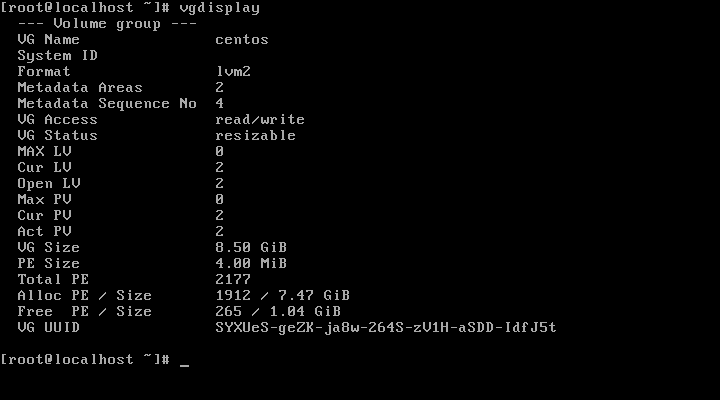 [root@localhost ~]# vgdisplay
--- Volume group ---
VG Name centos
System ID
Format lvm2
Metadata Areas 2
Metadata Sequence No 4
VG Access read/write
VG Status resizable
MAX LV 0
Cur LV 2
Open LV 2
Max PV 0
Cur PV 2
Act PV 2
VG Size 8.50 GiB
PE Size 4.00 MiB
Total PE 2177
Alloc PE / Size 1912 / 7.47 GiB
Free  PE / Size 265 / 1.04 GiB
VG UUID SYXUeS-geZK-ja8w-264S-zV1H-aSDD-IdfJ5t
[root@localhost ~]# _